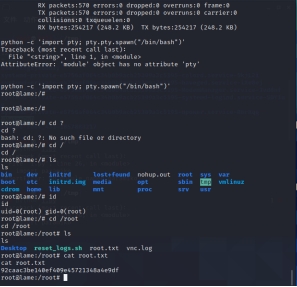 RX packets:570 errors:0 dropped:0 overruns:0 frame:0
TX packets:570 errors:0 dropped:0 overruns:0 carrier:0
collisions:0 txqueuelen:0
RX bytes:254217 (248.2 KB)  TX bytes:254217 (248.2 KB)
python -c 'import pty; pty.spawn("/bin/bash")'
Traceback (most recent call last):
File "<string>", line 1, in <module>
AttributeError: 'module' object has no attribute 'pty'
python -c 'import pty; pty.spawn("/bin/bash")'
root@lame:/#
root@lame:/#
root@lame:/# cd ?
cd ?
bash: cd: ?: No such file or directory
root@lame:/# cd /
cd /
root@lame:/# ls
ls
bin dev initrd lost+found nohup.out root sys var
boot etc initrd.img media opt sbin tmp vmlinuz
cdrom home lib mnt proc srv usr
root@lame:/# id
id
uid=0(root) gid=0(root)
root@lame:/# cd /root
cd /root
root@lame:/root# ls
ls
Desktop reset_logs.sh root.txt vnc.log
root@lame:/root# cat root.txt
cat root.txt
root@lame:/root#